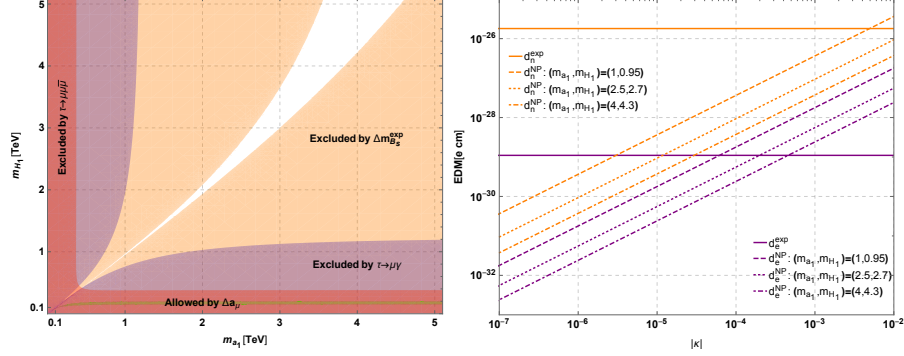 5
4
3
2
1
0.1
m_{H_1} [TeV]
Excluded by τ→μμμ̅
Excluded by Δm_{B_s}^{exp}
Excluded by τ→μγ
Allowed by Δa_μ
0.1 1 2 3 4 5
m_{a_1} [TeV]
10^{-26}
10^{-28}
10^{-30}
10^{-32}
EDM[e cm]
d_n^{exp}
d_n^{NP}: (m_{a_1},m_{H_1})=(1,0.95)
d_n^{NP}: (m_{a_1},m_{H_1})=(2.5,2.7)
d_n^{NP}: (m_{a_1},m_{H_1})=(4,4.3)
d_e^{exp}
d_e^{NP}: (m_{a_1},m_{H_1})=(1,0.95)
d_e^{NP}: (m_{a_1},m_{H_1})=(2.5,2.7)
d_e^{NP}: (m_{a_1},m_{H_1})=(4,4.3)
10^{-7} 10^{-6} 10^{-5} 10^{-4} 10^{-3} 10^{-2}
|κ|